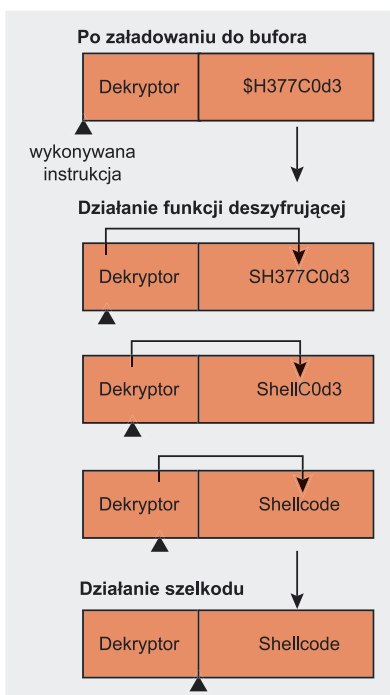 Po załadowaniu do bufora
Dekryptor $H377C0d3
wykonywana
instrukcja
Działanie funkcji deszyfrującej
Dekryptor SH377C0d3
Dekryptor ShellC0d3
Dekryptor Shellcode
Działanie szelkodu
Dekryptor Shellcode